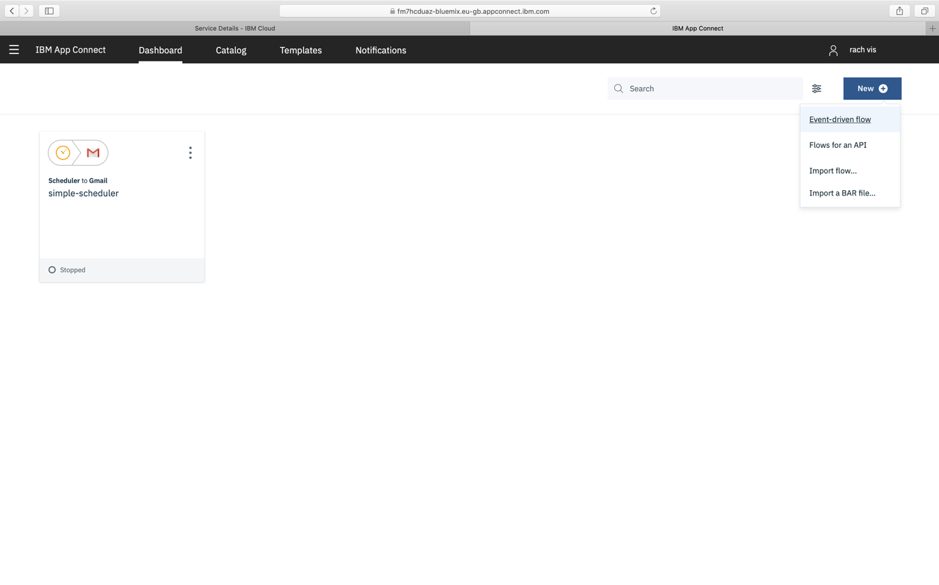 fm7hcduaz-bluemix.eu-gb.appconnect.ibm.com
Service Details - IBM Cloud
IBM App Connect
IBM App Connect
Dashboard
Catalog
Templates
Notifications
rach vis
Search
New
Event-driven flow
Flows for an API
Import flow...
Import a BAR file...
Scheduler to Gmail
simple-scheduler
Stopped